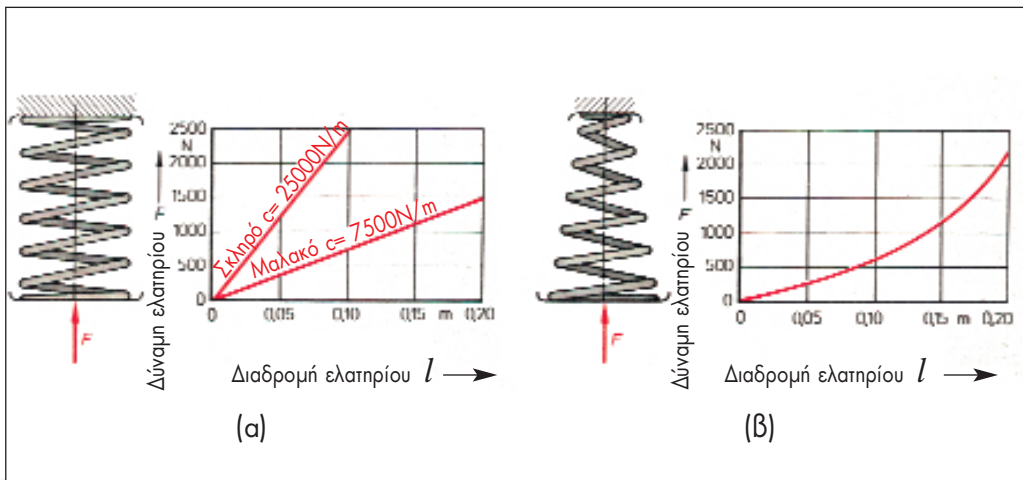 2500
N
2000
1500
1000
500
0
Δύναμη ελατηρίου F
Σκληρό c= 25000N/m
Μαλακό c= 7500N/m
0 0,05 0,10 0,15 m 0,20
F
Διαδρομή ελατηρίου l
(α)
2500
N
2000
1500
1000
500
0
Δύναμη ελατηρίου F
0 0,05 0,10 0,15 m 0,20
F
Διαδρομή ελατηρίου l
(β)